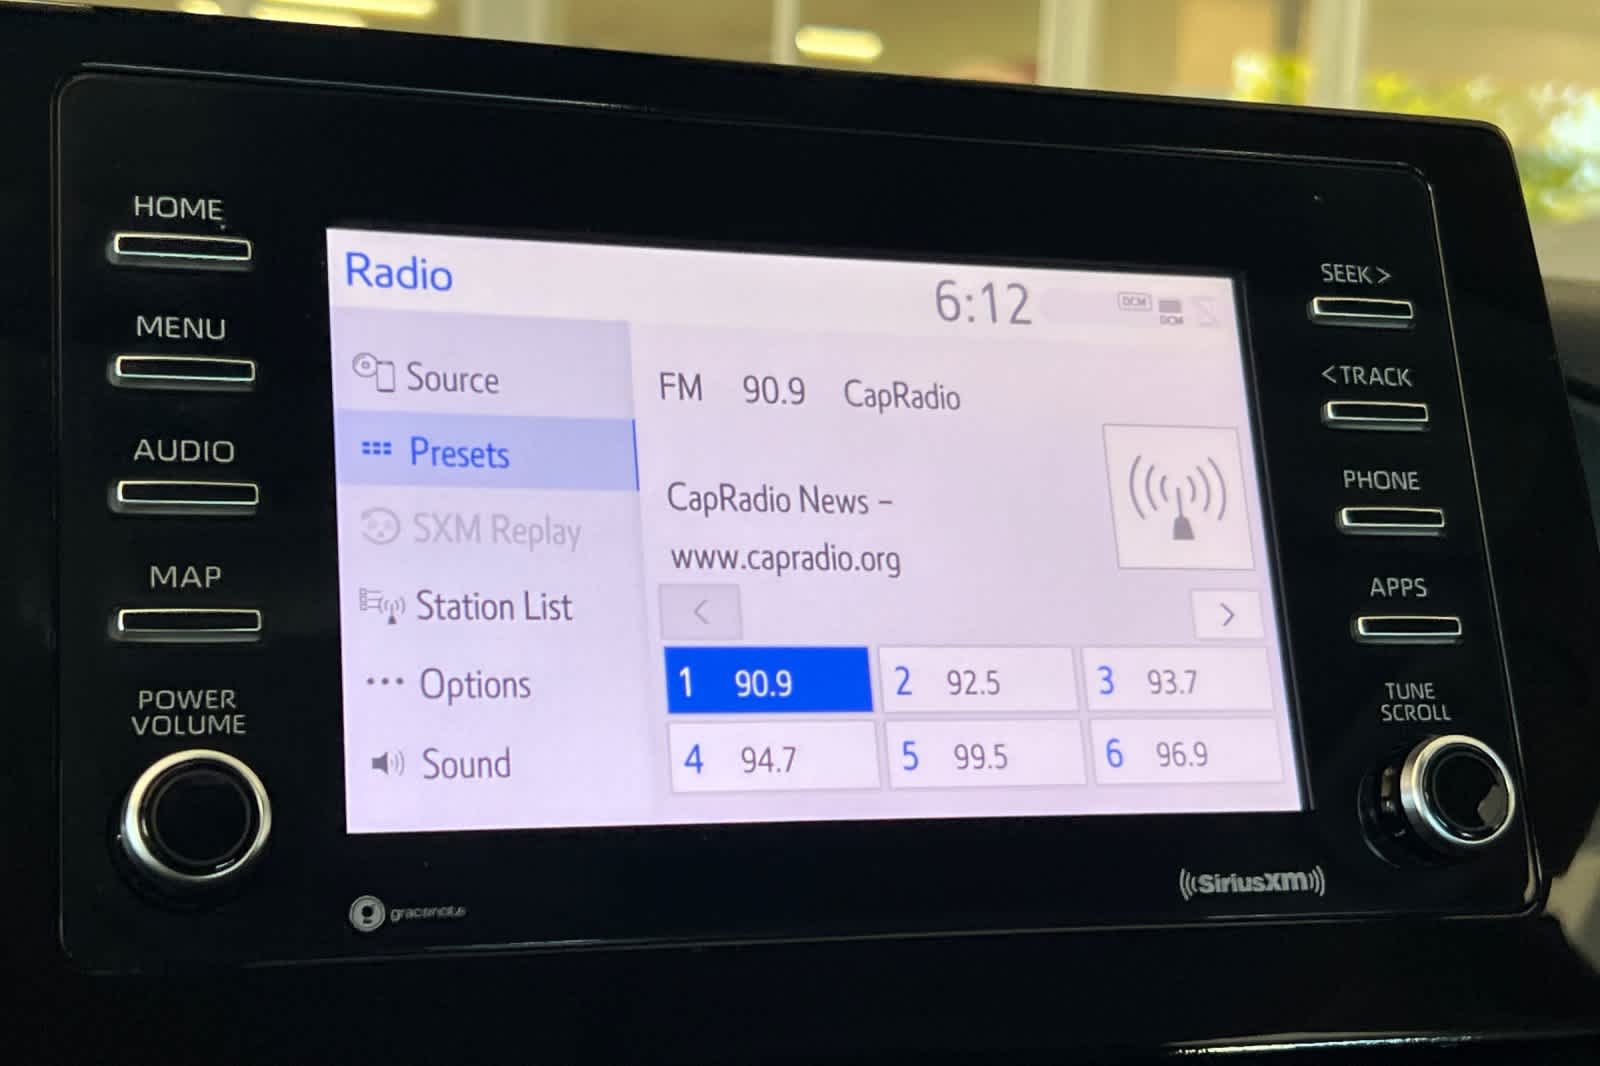 HOME
MENU
AUDIO
MAP
POWER
VOLUME
Radio
6:12
DCM
DCM
Source
Presets
SXM Replay
Station List
Options
Sound
FM 90.9 CapRadio
CapRadio News –
www.capradio.org
<
>
1 90.9
2 92.5
3 93.7
4 94.7
5 99.5
6 96.9
SEEK >
< TRACK
PHONE
APPS
TUNE
SCROLL
gracenote
SiriusXM